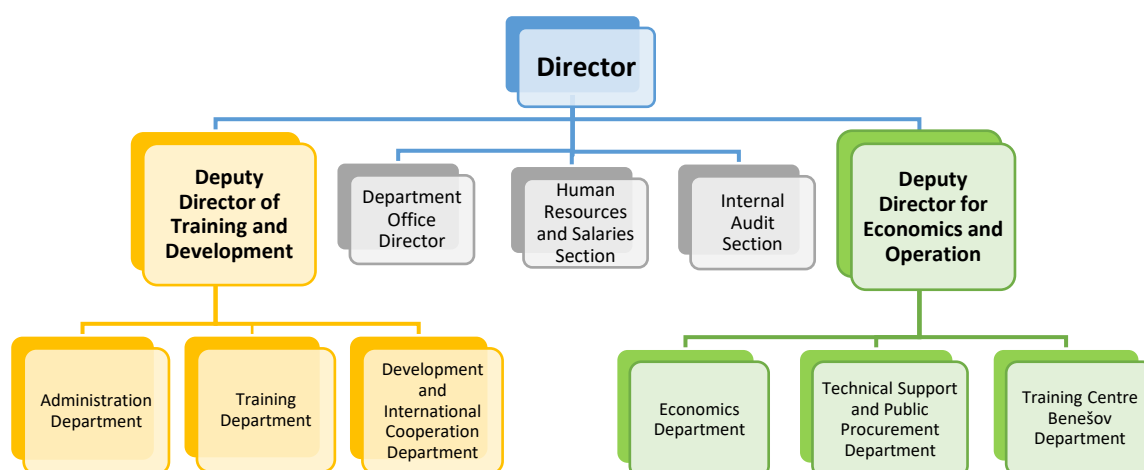 Director
Deputy
Director of
Training and
Development
Department
Office
Director
Human
Resources
and Salaries
Section
Internal
Audit
Section
Deputy
Director for
Economics and
Operation
Administration
Department
Training
Department
Development
and
International
Cooperation
Department
Economics
Department
Technical Support
and Public
Procurement
Department
Training Centre
Benešov
Department